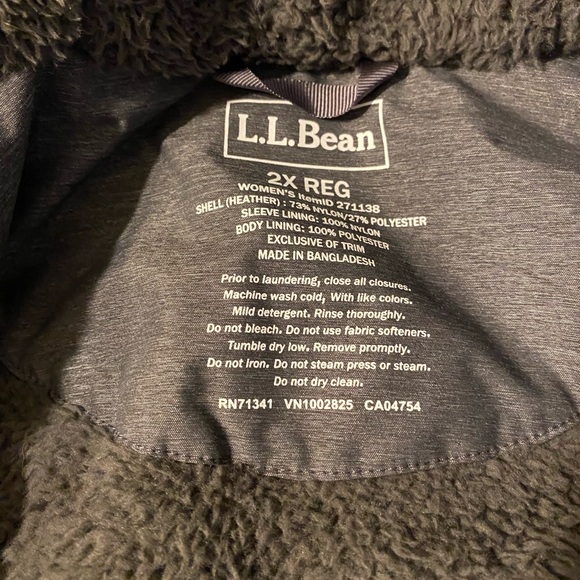 L.L.Bean
2X REG
WOMEN'S ItemID 271138
SHELL (HEATHER) : 73% NYLON/27% POLYESTER
SLEEVE LINING: 100% NYLON
BODY LINING: 100% POLYESTER
EXCLUSIVE OF TRIM
MADE IN BANGLADESH
Prior to laundering, close all closures.
Machine wash cold, With like colors.
Mild detergent. Rinse thoroughly.
Do not bleach. Do not use fabric softeners.
Tumble dry low. Remove promptly.
Do not iron. Do not steam press or steam.
Do not dry clean.
RN71341 VN1002825 CA04754